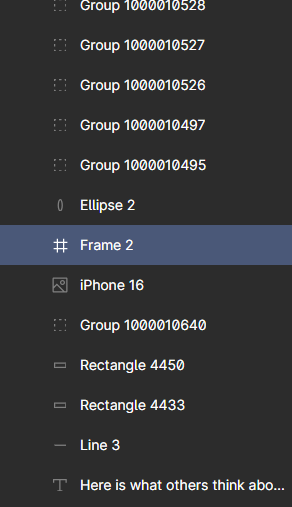 Group 1000010528
Group 1000010527
Group 1000010526
Group 1000010497
Group 1000010495
Ellipse 2
Frame 2
iPhone 16
Group 1000010640
Rectangle 4450
Rectangle 4433
Line 3
Here is what others think abo...